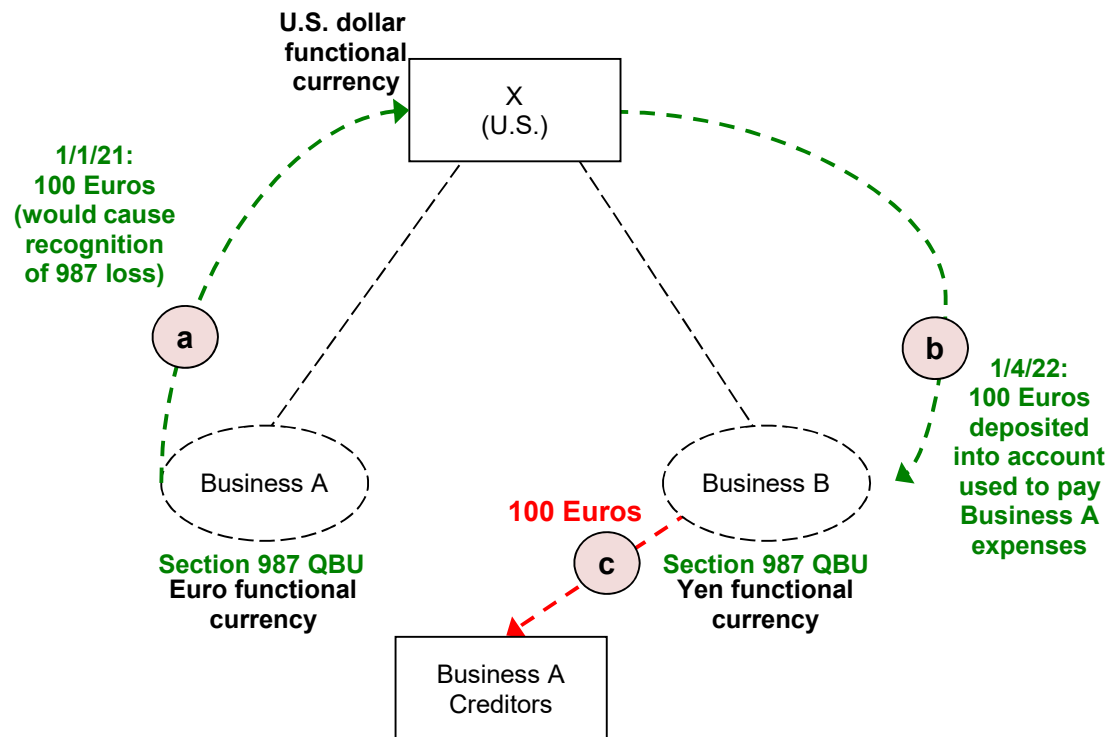 U.S. dollar
functional
currency
X
(U.S.)
1/1/21:
100 Euros
(would cause
recognition
of 987 loss)
a
b
1/4/22:
100 Euros
deposited
into account
used to pay
Business A
expenses
Business A
Business B
100 Euros
c
Section 987 QBU
Euro functional
currency
Section 987 QBU
Yen functional
currency
Business A
Creditors